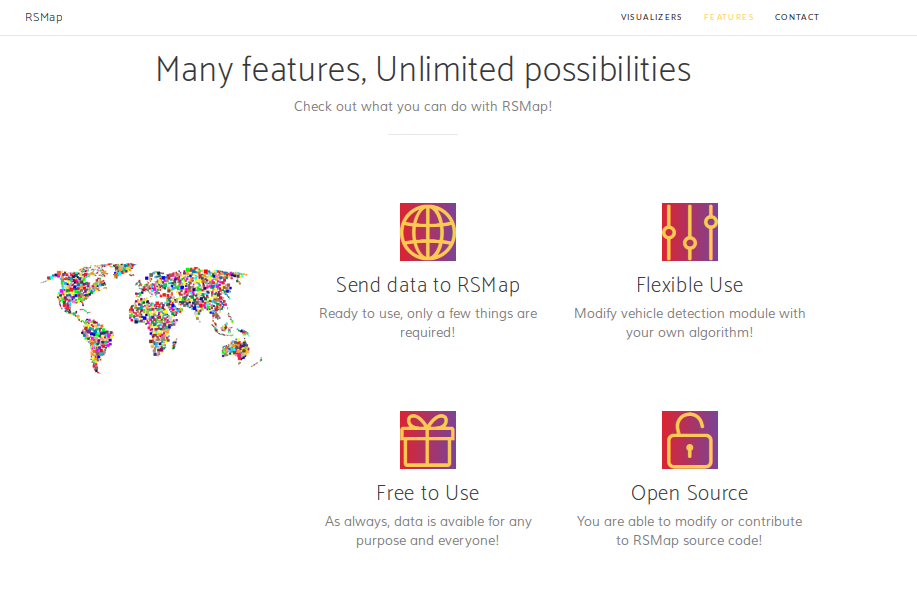 RSMap
VISUALIZERS
FEATURES
CONTACT
Many features, Unlimited possibilities
Check out what you can do with RSMap!
Send data to RSMap
Ready to use, only a few things are
required!
Flexible Use
Modify vehicle detection module with
your own algorithm!
Free to Use
As always, data is avaible for any
purpose and everyone!
Open Source
You are able to modify or contribute
to RSMap source code!